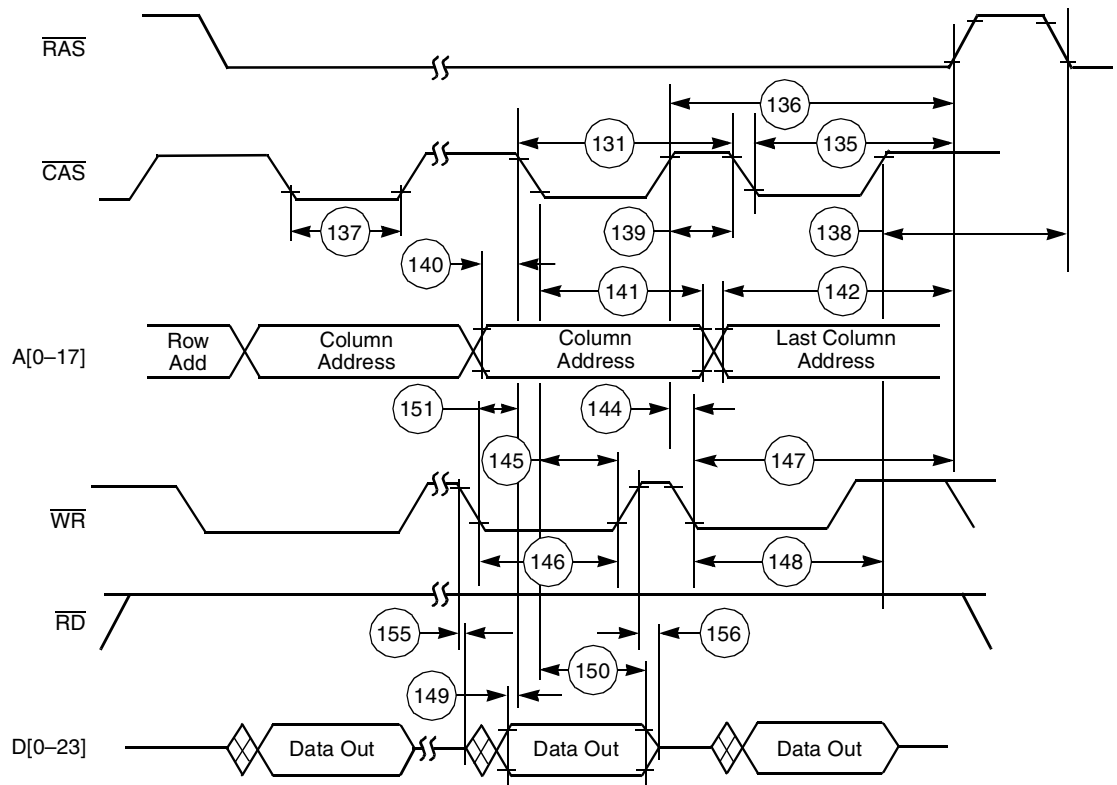 RAS
136
CAS
131
135
137
139
138
140
141
142
A[0–17]
Row
Add
Column
Address
Column
Address
Last Column
Address
151
144
145
147
WR
146
148
RD
155
156
150
149
D[0–23]
Data Out
Data Out
Data Out